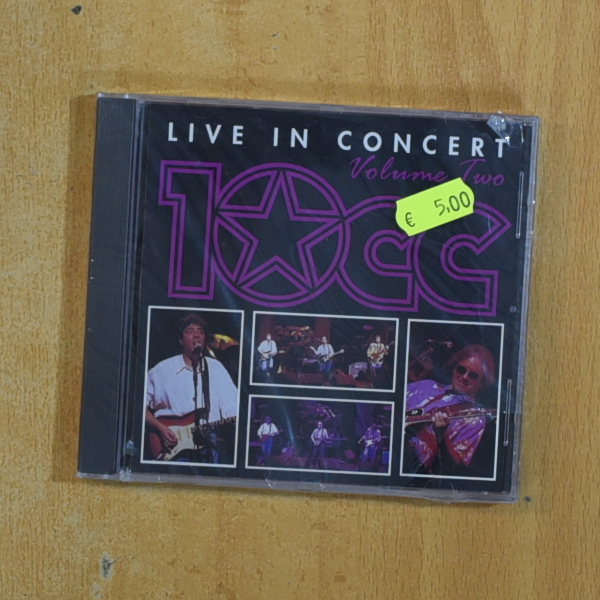 LIVE IN CONCERT
Volume Two
10cc
€ 5,00